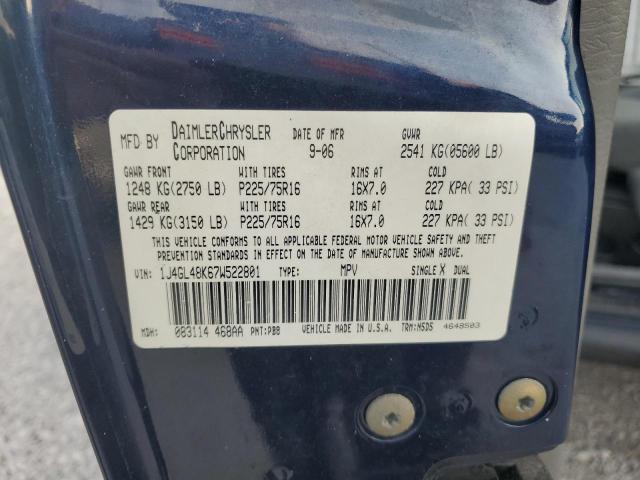 MFD BY DAIMLERCHRYSLER CORPORATION DATE OF MFR 9-06 GVWR 2541 KG(05600 LB)
GAWR FRONT WITH TIRES RIMS AT COLD
1248 KG(2750 LB) P225/75R16 16X7.0 227 KPA( 33 PSI)
GAWR REAR WITH TIRES RIMS AT COLD
1429 KG(3150 LB) P225/75R16 16X7.0 227 KPA( 33 PSI)
THIS VEHICLE CONFORMS TO ALL APPLICABLE FEDERAL MOTOR VEHICLE SAFETY AND THEFT
PREVENTION STANDARDS IN EFFECT ON THE DATE OF MANUFACTURE SHOWN ABOVE.
VIN: 1J4GL48K67W522801 TYPE: MPV SINGLE X DUAL
MDH: 083114 468AA PNT:PB8 VEHICLE MADE IN U.S.A. TRM:NSDS 4648503